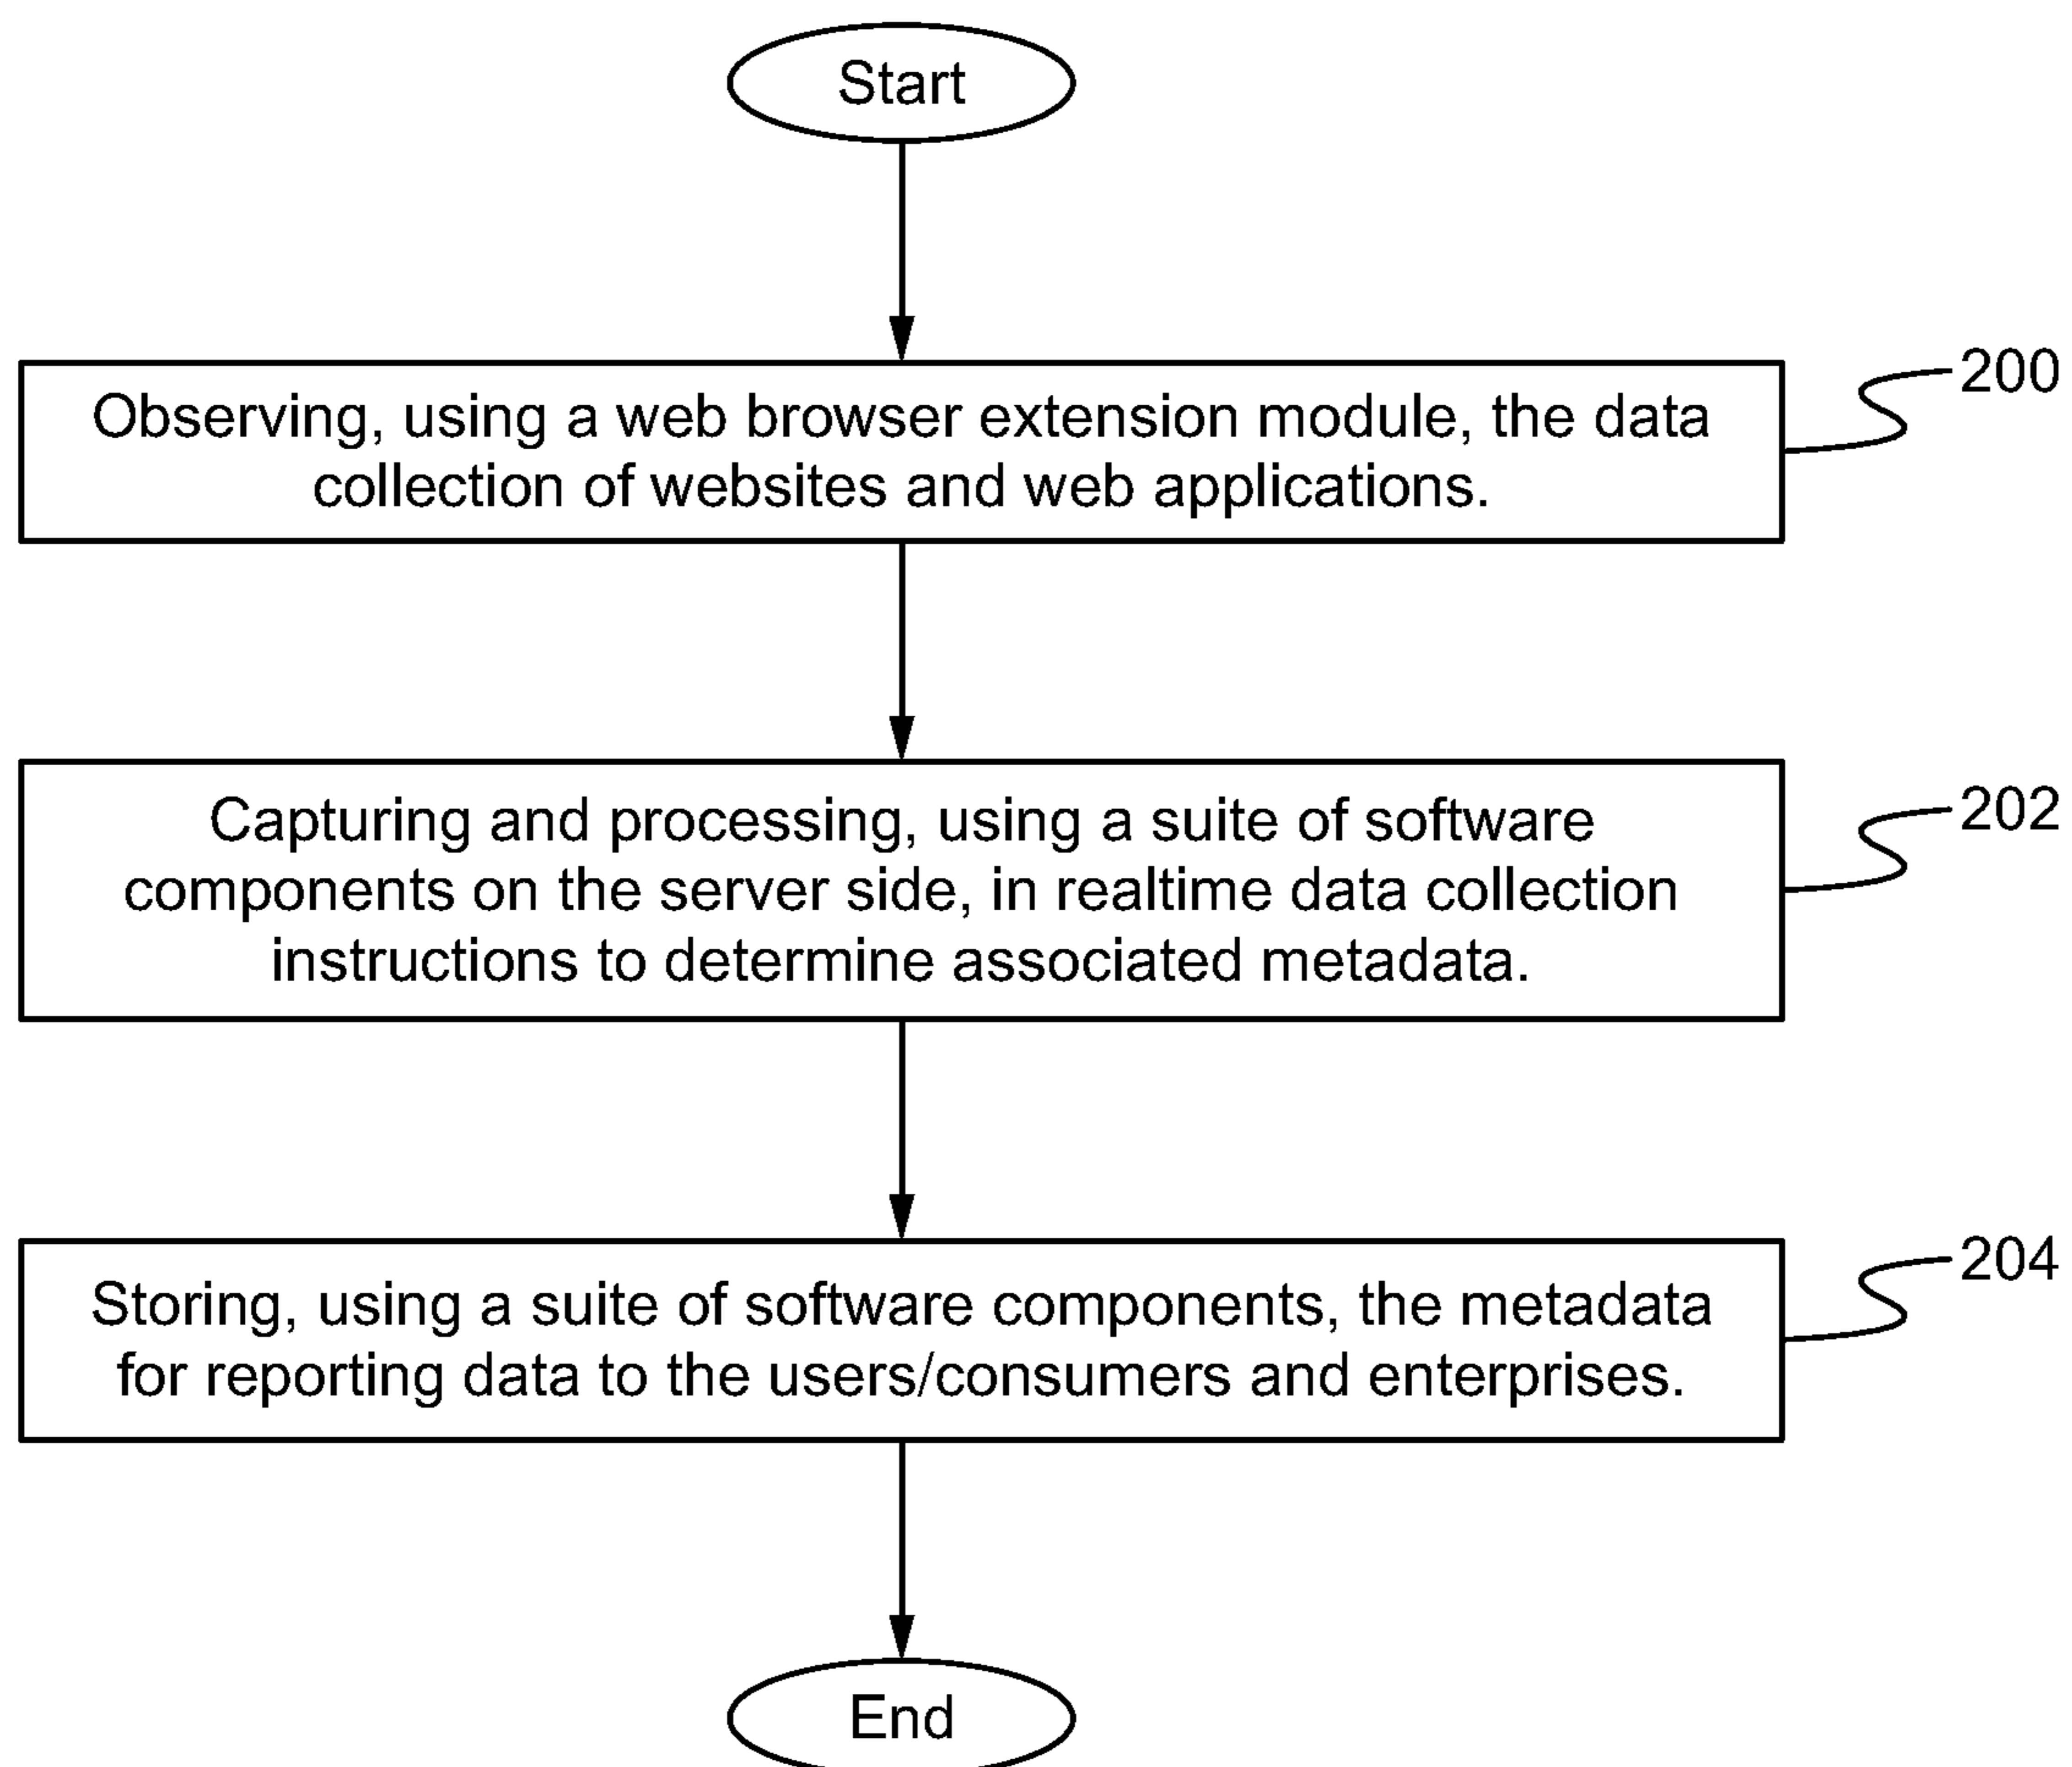 Start
200
Observing, using a web browser extension module, the data
collection of websites and web applications.
202
Capturing and processing, using a suite of software
components on the server side, in realtime data collection
instructions to determine associated metadata.
204
Storing, using a suite of software components, the metadata
for reporting data to the users/consumers and enterprises.
End